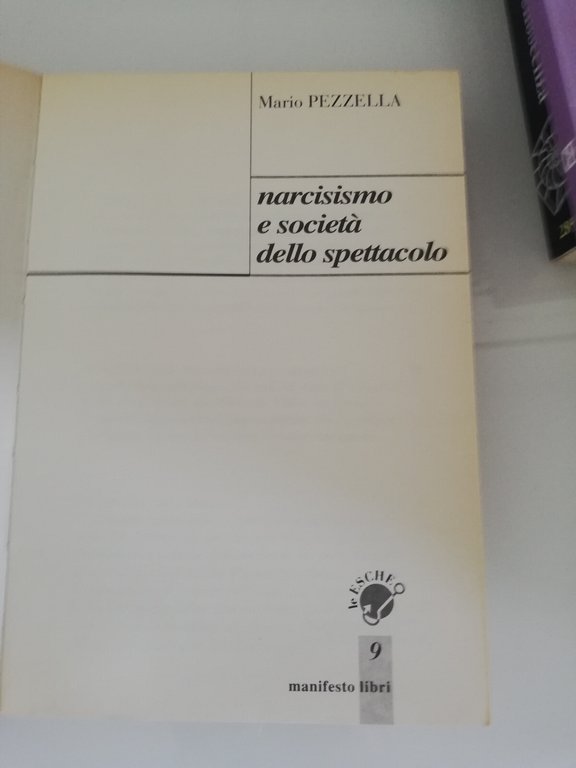 Mario PEZZELLA
narcisismo
e società
dello spettacolo
le ESCHE
9
manifesto libri